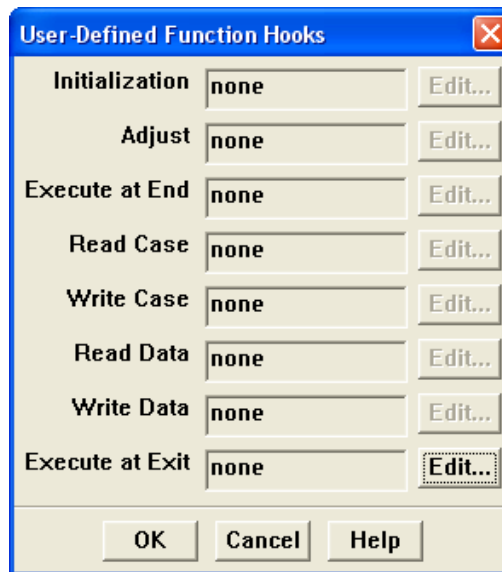 User-Defined Function Hooks
Initialization none Edit...
Adjust none Edit...
Execute at End none Edit...
Read Case none Edit...
Write Case none Edit...
Read Data none Edit...
Write Data none Edit...
Execute at Exit none Edit...
OK Cancel Help